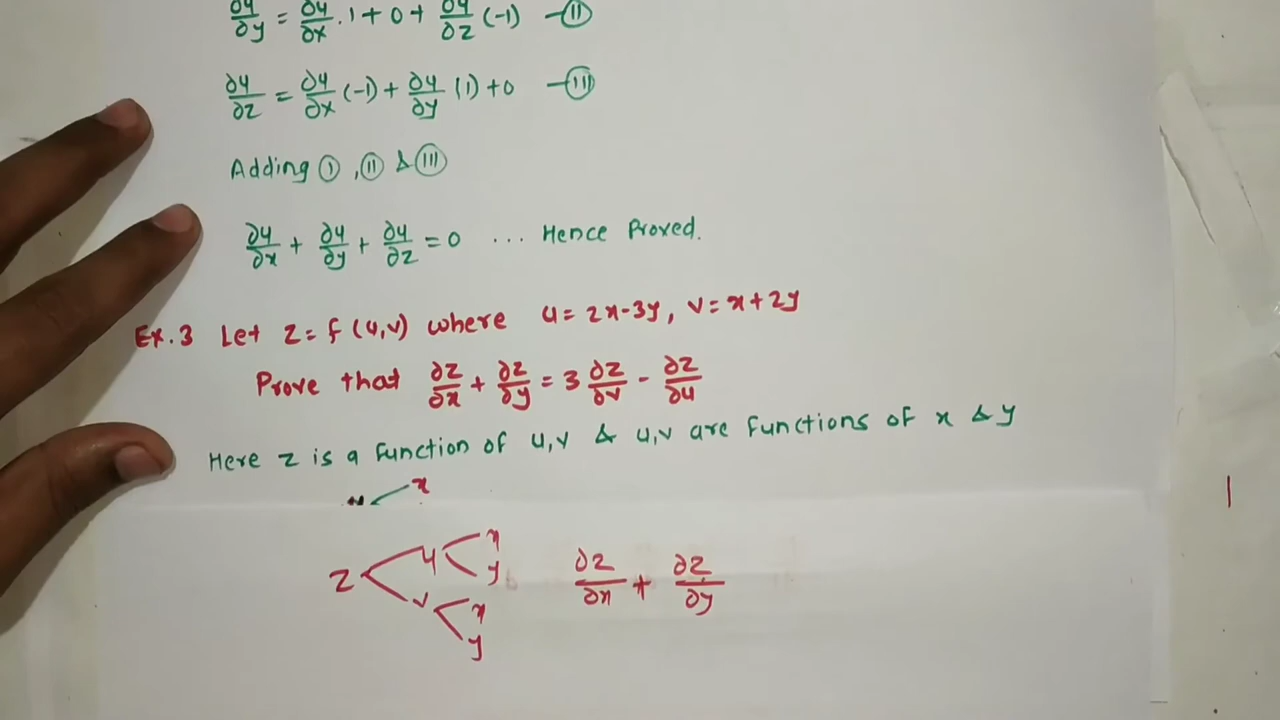 ∂u/∂y = ∂u/∂x . 1 + 0 + ∂u/∂z (-1) — (II)
∂u/∂z = ∂u/∂x (-1) + ∂u/∂y (1) + 0 — (III)
Adding (I), (II) & (III)
∂u/∂x + ∂u/∂y + ∂u/∂z = 0 ... Hence Proved.
Ex.3 Let z = f (u,v) where u = 2x-3y, v = x+2y
Prove that ∂z/∂x + ∂z/∂y = 3 ∂z/∂v - ∂z/∂u
Here z is a function of u,v & u,v are functions of x & y
x
z u x y v x y ∂z/∂x + ∂z/∂y